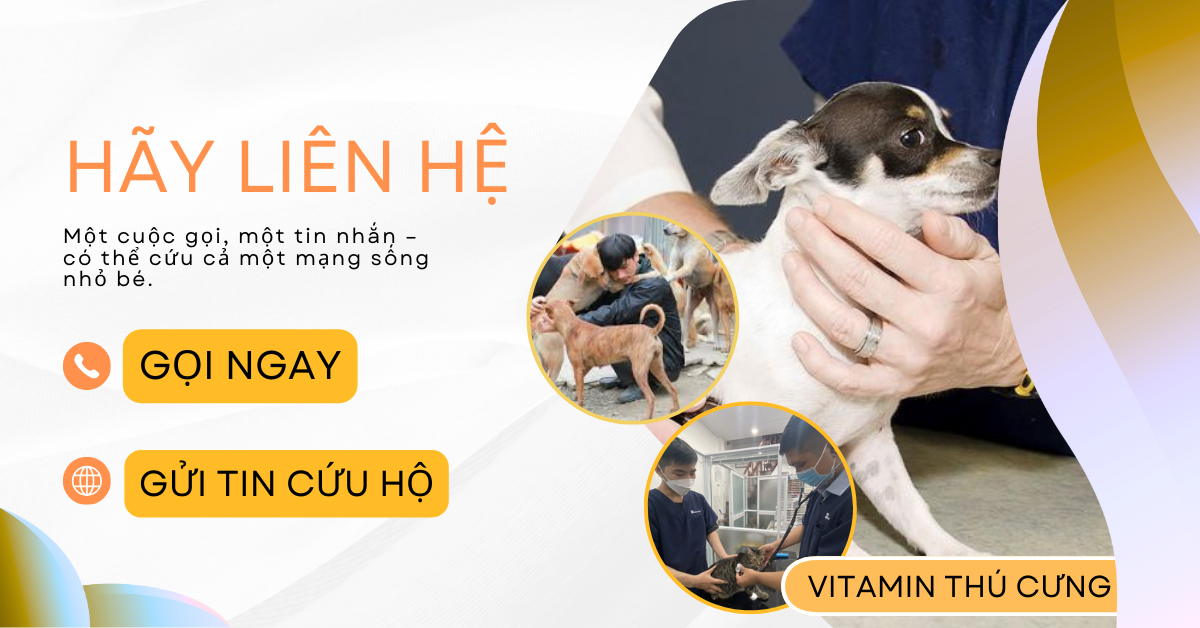 HÃY LIÊN HỆ
Một cuộc gọi, một tin nhắn –
có thể cứu cả một mạng sống
nhỏ bé.
GỌI NGAY
GỬI TIN CỨU HỘ
VITAMIN THÚ CƯNG